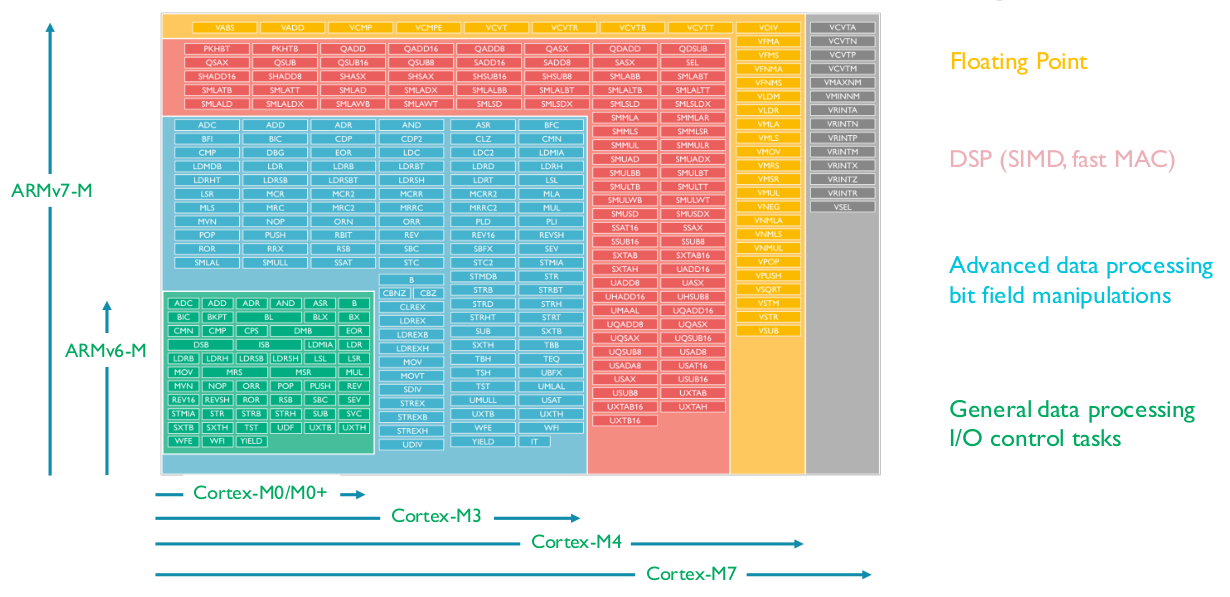 VABS VADD VCMP VCMPE VCVT VCVTR VCVTB VCVTT VDIV VCVTA
VFMA VCVTN
PKHBT PKHTB QADD QADD16 QADD8 QASX QDADD QDSUB VFMS VCVTP
QSAX QSUB QSUB16 QSUB8 SADD16 SADD8 SASX SEL VFNMA VCVTM
SHADD16 SHADD8 SHASX SHSAX SHSUB16 SHSUB8 SMLABB SMLABT VFNMS VMAXNM
SMLATB SMLATT SMLAD SMLADX SMLALBB SMLALBT SMLALTB SMLALTT VLDM VMINNM
SMLALD SMLALDX SMLAWB SMLAWT SMLSD SMLSDX SMLSLD SMLSLDX VLDR VRINTA
SMMLA SMMLAR VMLA VRINTN
ADC ADD ADR AND ASR BFC SMMLS SMMLSR VMLS VRINTP
BFI BIC CDP CDP2 CLZ CMN SMMUL SMMULR VMOV VRINTM
CMP DBG EOR LDC LDC2 LDMIA SMUAD SMUADX VMRS VRINTX
LDMDB LDR LDRB LDRBT LDRD LDRH SMULBB SMULBT VMSR VRINTZ
LDRHT LDRSB LDRSBT LDRSH LDRT LSL SMULTB SMULTT VMUL VRINTR
LSR MCR MCR2 MCRR MCRR2 MLA SMULWB SMULWT VNEG VSEL
MLS MRC MRC2 MRRC MRRC2 MUL SMUSD SMUSDX VNMLA
MVN NOP ORN ORR PLD PLI SSAT16 SSAX VNMLS
POP PUSH RBIT REV REV16 REVSH SSUB16 SSUB8 VNMUL
ROR RRX RSB SBC SBFX SEV SXTAB SXTAB16 VPOP
SMLAL SMULL SSAT STC STC2 STMIA SXTAH UADD16 VPUSH
B STMDB STR UADD8 UASX VSQRT
CBNZ CBZ STRB STRBT UHADD16 UHSUB8 VSTM
ADC ADD ADR AND ASR B CLREX STRD STRH UMAAL UQADD16 VSTR
BIC BKPT BL BLX BX LDREX STRHT STRT UQADD8 UQASX VSUB
CMN CMP CPS DMB EOR LDREXB SUB SXTB UQSAX UQSUB16
DSB ISB LDMIA LDR LDREXH SXTH TBB UQSUB8 USAD8
LDRB LDRH LDRSB LDRSH LSL LSR MOV TBH TEQ USADA8 USAT16
MOV MRS MSR MUL MOVT TSH UBFX USAX USUB16
MVN NOP ORR POP PUSH REV SDIV TST UMLAL USUB8 UXTAB
REV16 REVSH ROR RSB SBC SEV STREX UMULL USAT UXTAB16 UXTAH
STMIA STR STRB STRH SUB SVC STREXB UXTB UXTH UXTB16
SXTB SXTH TST UDF UXTB UXTH STREXH WFE WFI
WFE WFI YIELD UDIV YIELD IT
ARMv7-M
ARMv6-M
Cortex-M0/M0+
Cortex-M3
Cortex-M4
Cortex-M7
Floating Point
DSP (SIMD, fast MAC)
Advanced data processing
bit field manipulations
General data processing
I/O control tasks